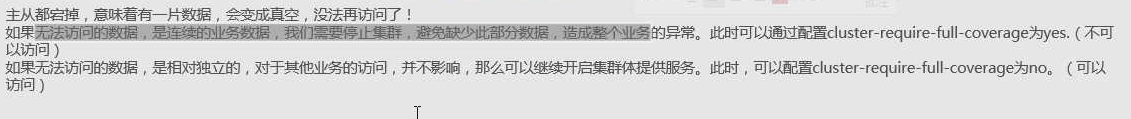 主从都宕掉，意味着有一片数据，会变成真空，没法再访问了！
如果无法访问的数据，是连续的业务数据，我们需要停止集群，避免缺少此部分数据，造成整个业务的异常。此时可以通过配置cluster-require-full-coverage为yes.（不可
以访问）
如果无法访问的数据，是相对独立的，对于其他业务的访问，并不影响，那么可以继续开启集群体提供服务。此时，可以配置cluster-require-full-coverage为no。（可以
访问）